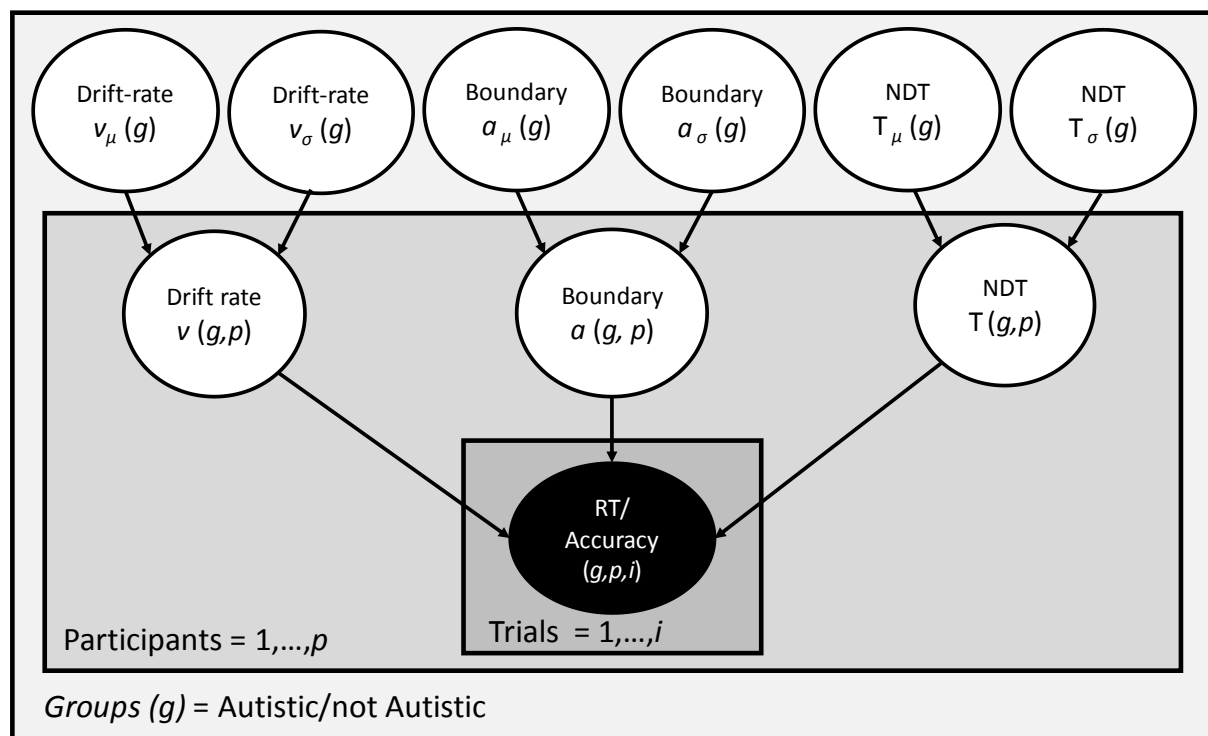 Drift-rate
vμ (g)
Drift-rate
vσ (g)
Boundary
a μ (g)
Boundary
a σ (g)
NDT
T μ (g)
NDT
T σ (g)
Drift rate
v (g,p)
Boundary
a (g, p)
NDT
T (g,p)
RT/
Accuracy
(g,p,i)
Participants = 1,...,p
Trials = 1,...,i
Groups (g) = Autistic/not Autistic